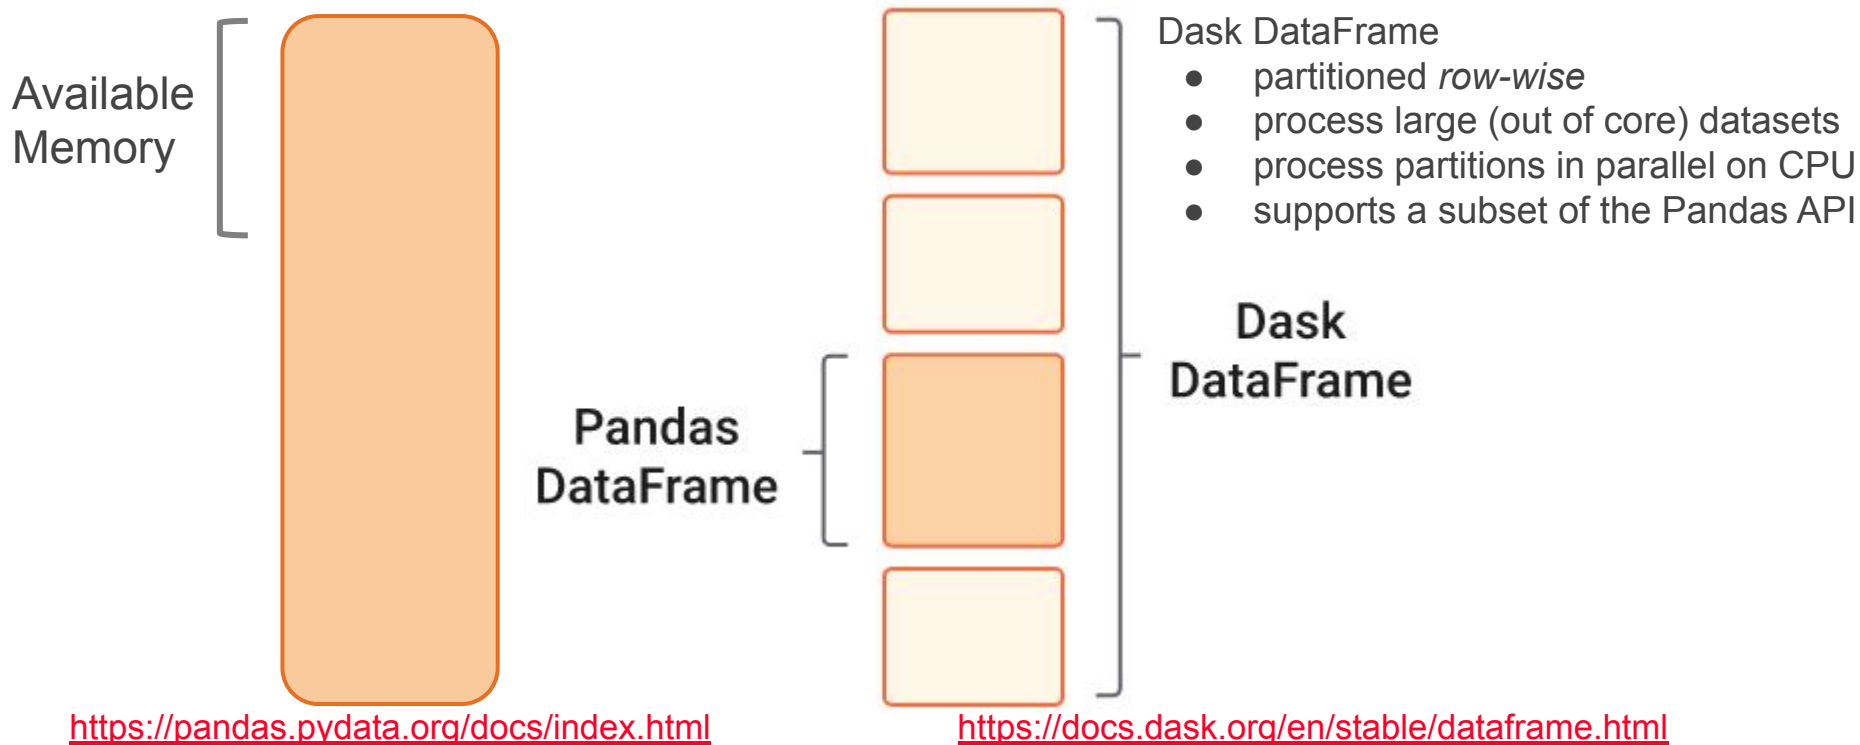 Available
Memory
Dask DataFrame
● partitioned row-wise
● process large (out of core) datasets
● process partitions in parallel on CPU
● supports a subset of the Pandas API
Dask
DataFrame
Pandas
DataFrame
https://pandas.pydata.org/docs/index.html
https://docs.dask.org/en/stable/dataframe.html